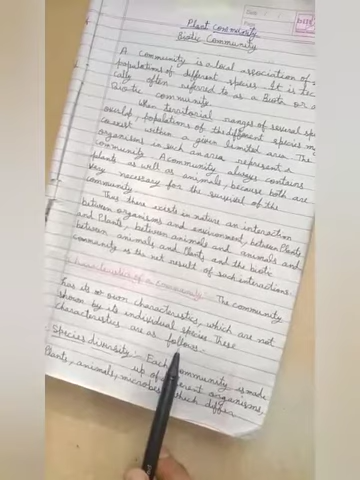 Plant Community
Biotic Community
A community is a local association of
populations of different species. It is
cally often referred to as a Biota or a
Biotic community.
When territorial ranges of several
overlap, populations of the different species
coexist within a given limited area. The
organisms in such an area represent a
community. A community always contains
plants as well as animals, because both are
very necessary for the survival of the
community.
Thus there exists in nature an interaction
between organisms and environment, between Plants
and Plants, between animals and animals and
between animals and Plants and the biotic
community is the net result of such interactions.
of a community: The community
has its own characteristics, which are not
shown by its individual species. These
characteristics are as follows-
Species diversity:- Each community is made
up of different organisms,
Plants, animals, microbes which